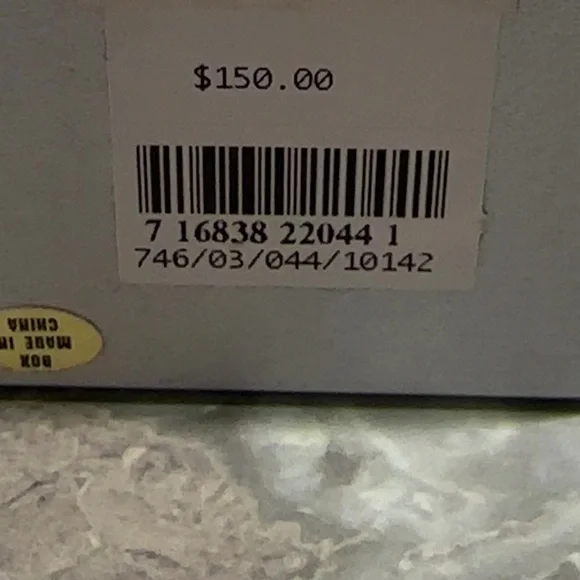 $150.00
7 16838 22044 1
746/03/044/10142
BOX
MADE IN
CHINA